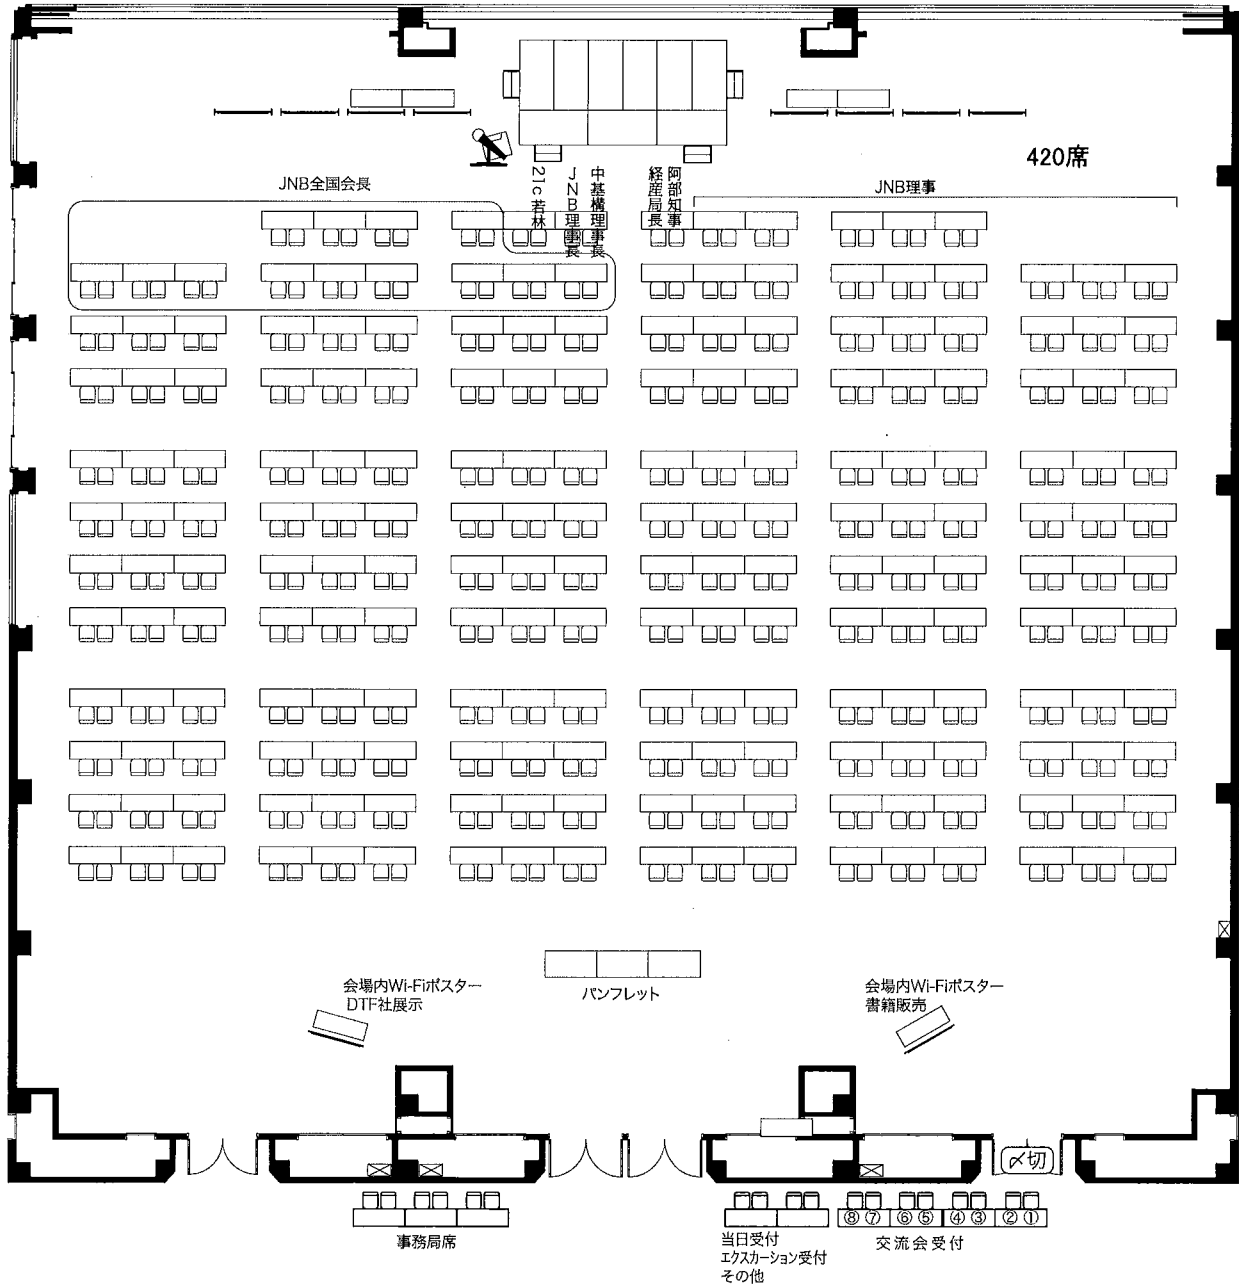 420席
JNB全国会長
21c若林
JNB理事長
中基構理事長
経産局長
阿部知事
JNB理事
会場内Wi-Fiポスター
DTF社展示
パンフレット
会場内Wi-Fiポスター
書籍販売
〆切
⑧⑦ ⑥⑤ ④③ ②①
事務局席
当日受付
エクスカーション受付
その他
交流会受付